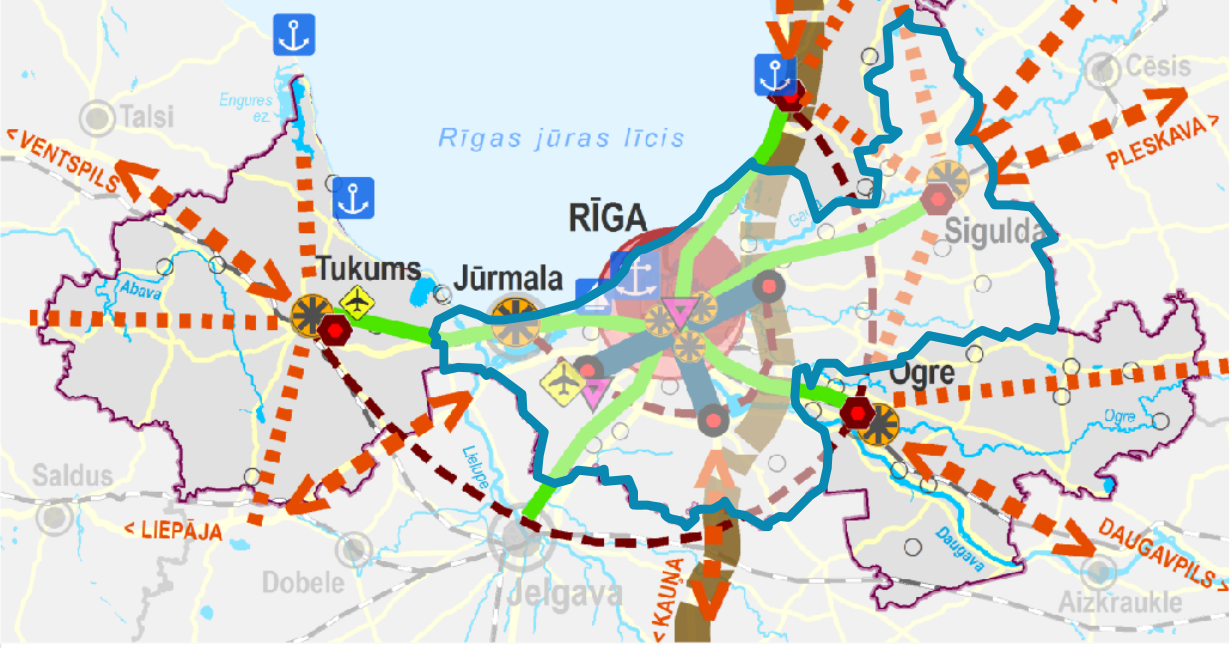 Cēsis
Engures
ez.
Talsi
< VENTSPILS
Rīgas jūras līcis
PLESKAVA >
RĪGA
Gauja
Sigulda
Tukums
Jūrmala
Abava
Ogre
Ogre
Lielupe
Saldus
< LIEPĀJA
Dobele
Jelgava
< KAUŅA
Daugava
DAUGAVPILS >
Aizkraukle